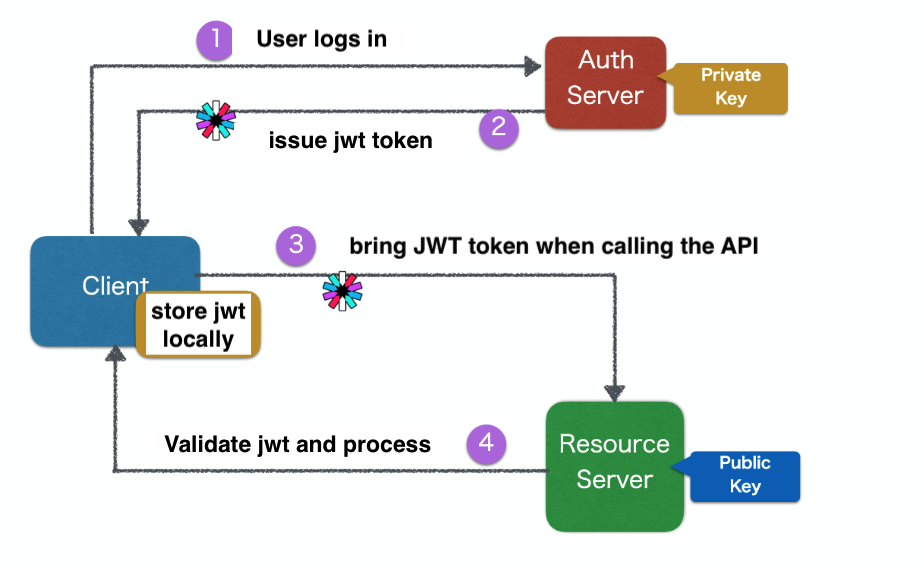 1
User logs in
Auth
Server
Private
Key
2
issue jwt token
3
bring JWT token when calling the API
Client
store jwt
locally
Validate jwt and process
4
Resource
Server
Public
Key